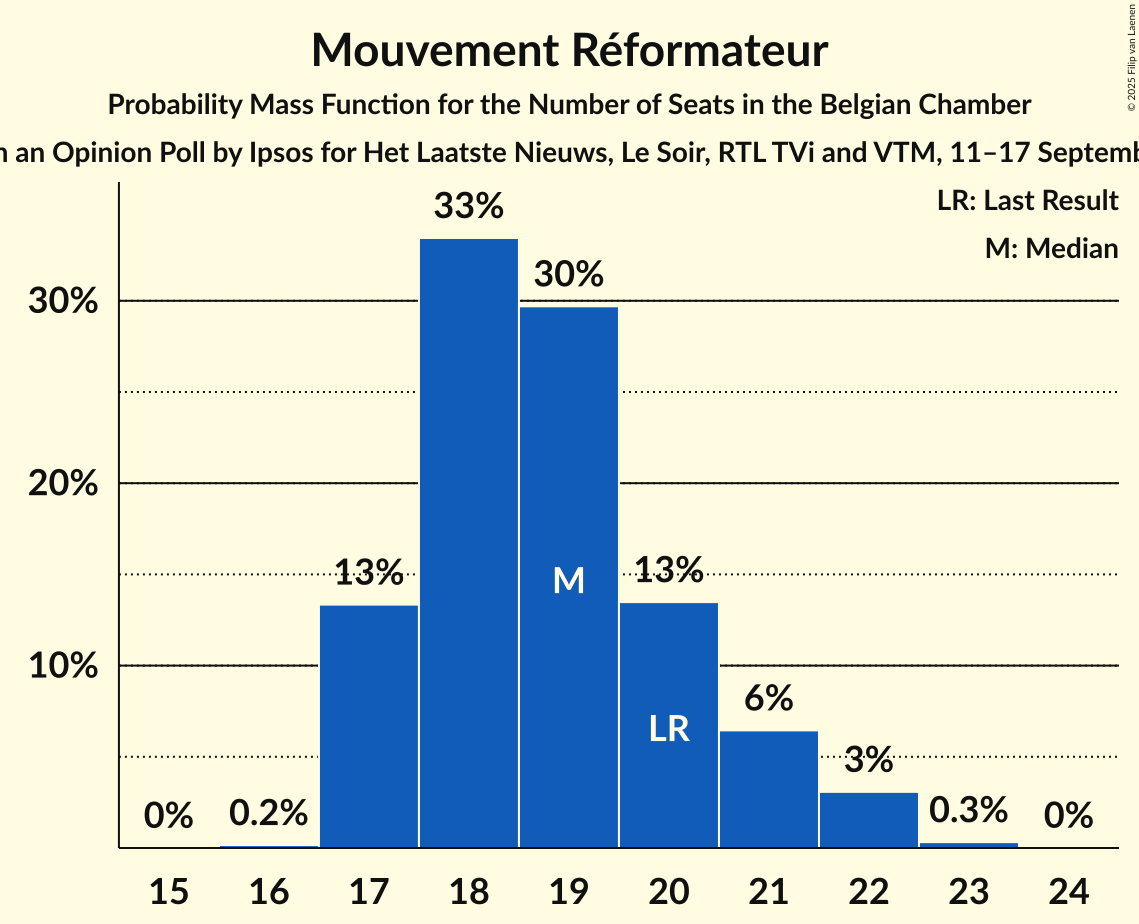 Mouvement Réformateur
Probability Mass Function for the Number of Seats in the Belgian Chamber
an Opinion Poll by Ipsos for Het Laatste Nieuws, Le Soir, RTL TVi and VTM, 11–17
© 2025 Filip van Laenen
LR: Last Result
M: Median
33%
30%
30%
20%
13%
M
13%
10%
LR
6%
3%
0%
0.2%
0.3%
0%
15 16 17 18 19 20 21 22 23 24